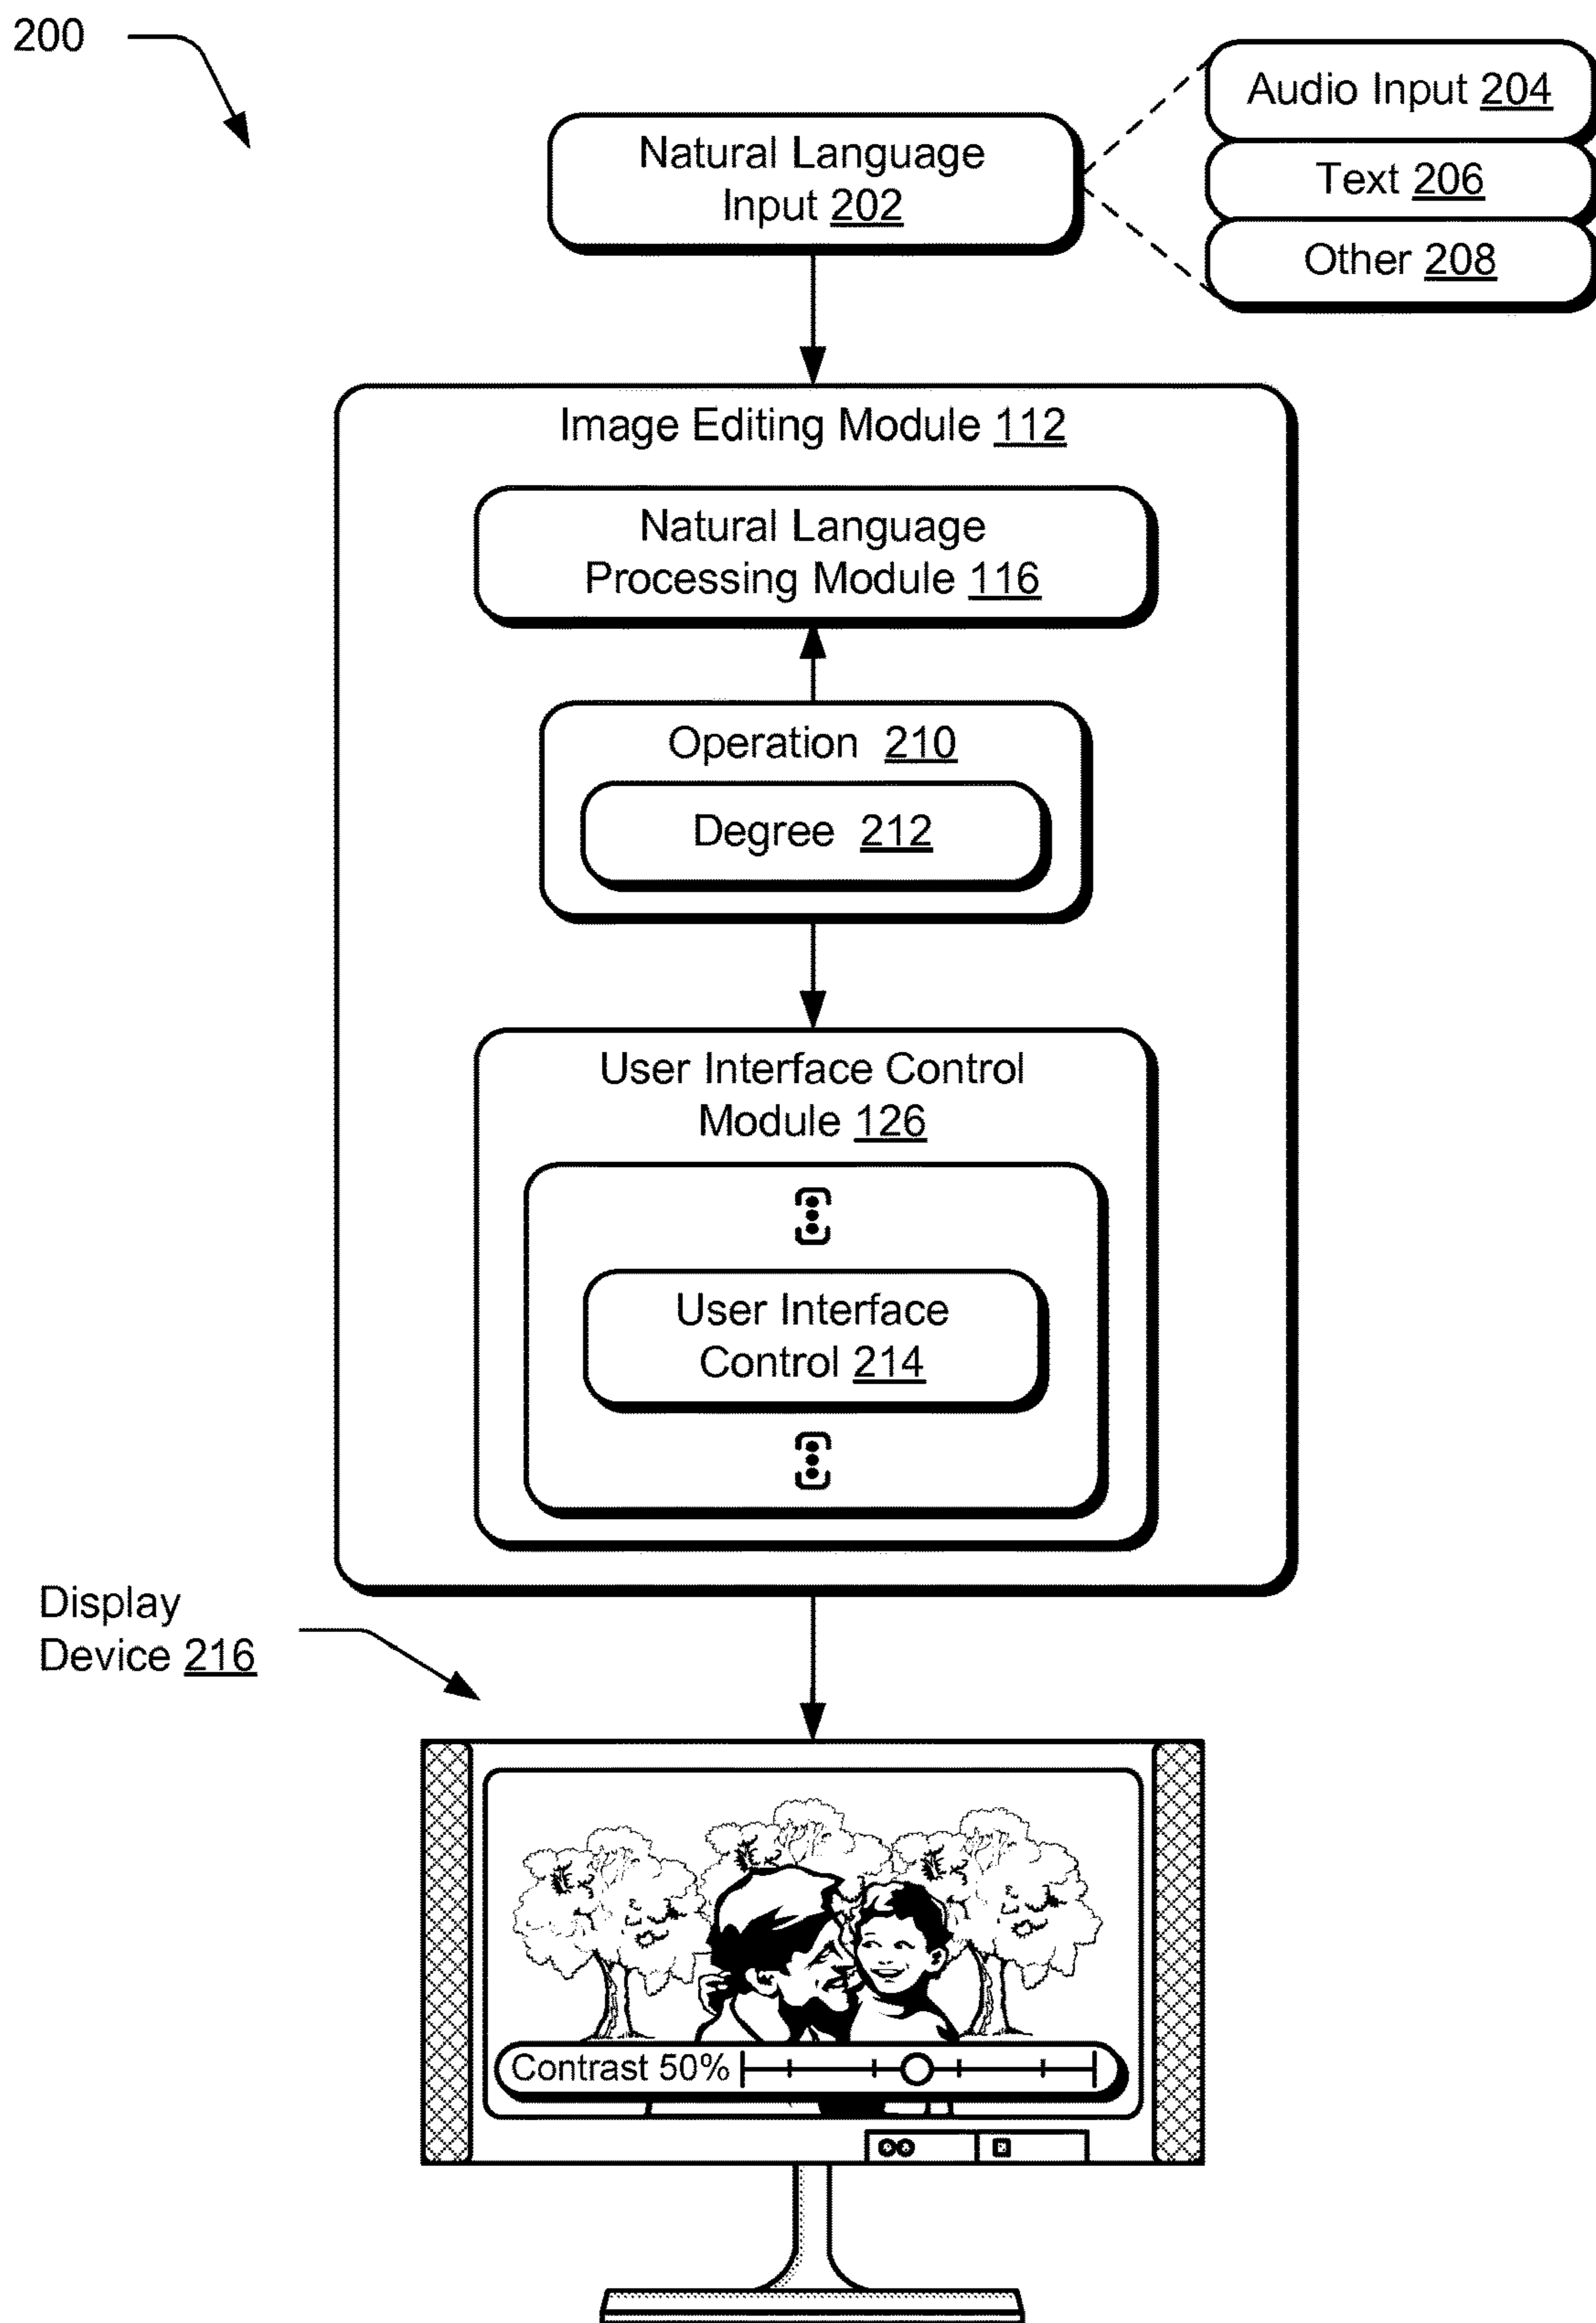 200
Natural Language
Input 202
Audio Input 204
Text 206
Other 208
Image Editing Module 112
Natural Language
Processing Module 116
Operation 210
Degree 212
User Interface Control
Module 126
User Interface
Control 214
Display
Device 216
Contrast 50%